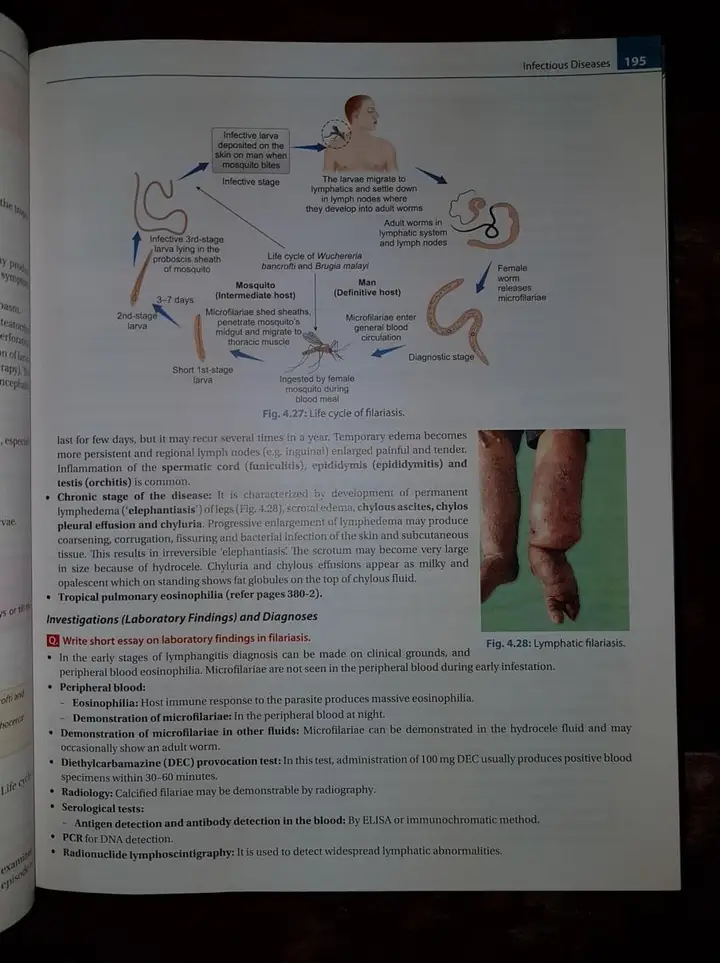 Infectious Diseases 195
Infective larva
deposited on the
skin on man when
mosquito bites
Infective stage
The larvae migrate to
lymphatics and settle down
in lymph nodes where
they develop into adult worms
Adult worms in
lymphatic system
and lymph nodes
Infective 3rd-stage
larva lying in the
proboscis sheath
of mosquito
Life cycle of Wuchereria
bancrofti and Brugia malayi
Female
worm
releases
microfilariae
Mosquito
(Intermediate host)
Man
(Definitive host)
3–7 days
2nd-stage
larva
Microfilariae shed sheaths,
penetrate mosquito's
midgut and migrate to
thoracic muscle
Microfilariae enter
general blood
circulation
Diagnostic stage
Short 1st-stage
larva
Ingested by female
mosquito during
blood meal
Fig. 4.27: Life cycle of filariasis.
last for few days, but it may recur several times in a year. Temporary edema becomes
more persistent and regional lymph nodes (e.g. inguinal) enlarged painful and tender.
Inflammation of the spermatic cord (funiculitis), epididymis (epididymitis) and
testis (orchitis) is common.
• Chronic stage of the disease: It is characterized by development of permanent
lymphedema ('elephantiasis') of legs (Fig. 4.28), scrotal edema, chylous ascites, chylos
pleural effusion and chyluria. Progressive enlargement of lymphedema may produce
coarsening, corrugation, fissuring and bacterial infection of the skin and subcutaneous
tissue. This results in irreversible 'elephantiasis'. The scrotum may become very large
in size because of hydrocele. Chyluria and chylous effusions appear as milky and
opalescent which on standing shows fat globules on the top of chylous fluid.
• Tropical pulmonary eosinophilia (refer pages 380-2).
Fig. 4.28: Lymphatic filariasis.
Investigations (Laboratory Findings) and Diagnoses
Q. Write short essay on laboratory findings in filariasis.
• In the early stages of lymphangitis diagnosis can be made on clinical grounds, and
peripheral blood eosinophilia. Microfilariae are not seen in the peripheral blood during early infestation.
• Peripheral blood:
– Eosinophilia: Host immune response to the parasite produces massive eosinophilia.
– Demonstration of microfilariae: In the peripheral blood at night.
• Demonstration of microfilariae in other fluids: Microfilariae can be demonstrated in the hydrocele fluid and may
occasionally show an adult worm.
• Diethylcarbamazine (DEC) provocation test: In this test, administration of 100 mg DEC usually produces positive blood
specimens within 30–60 minutes.
• Radiology: Calcified filariae may be demonstrable by radiography.
• Serological tests:
– Antigen detection and antibody detection in the blood: By ELISA or immunochromatic method.
• PCR for DNA detection.
• Radionuclide lymphoscintigraphy: It is used to detect widespread lymphatic abnormalities.